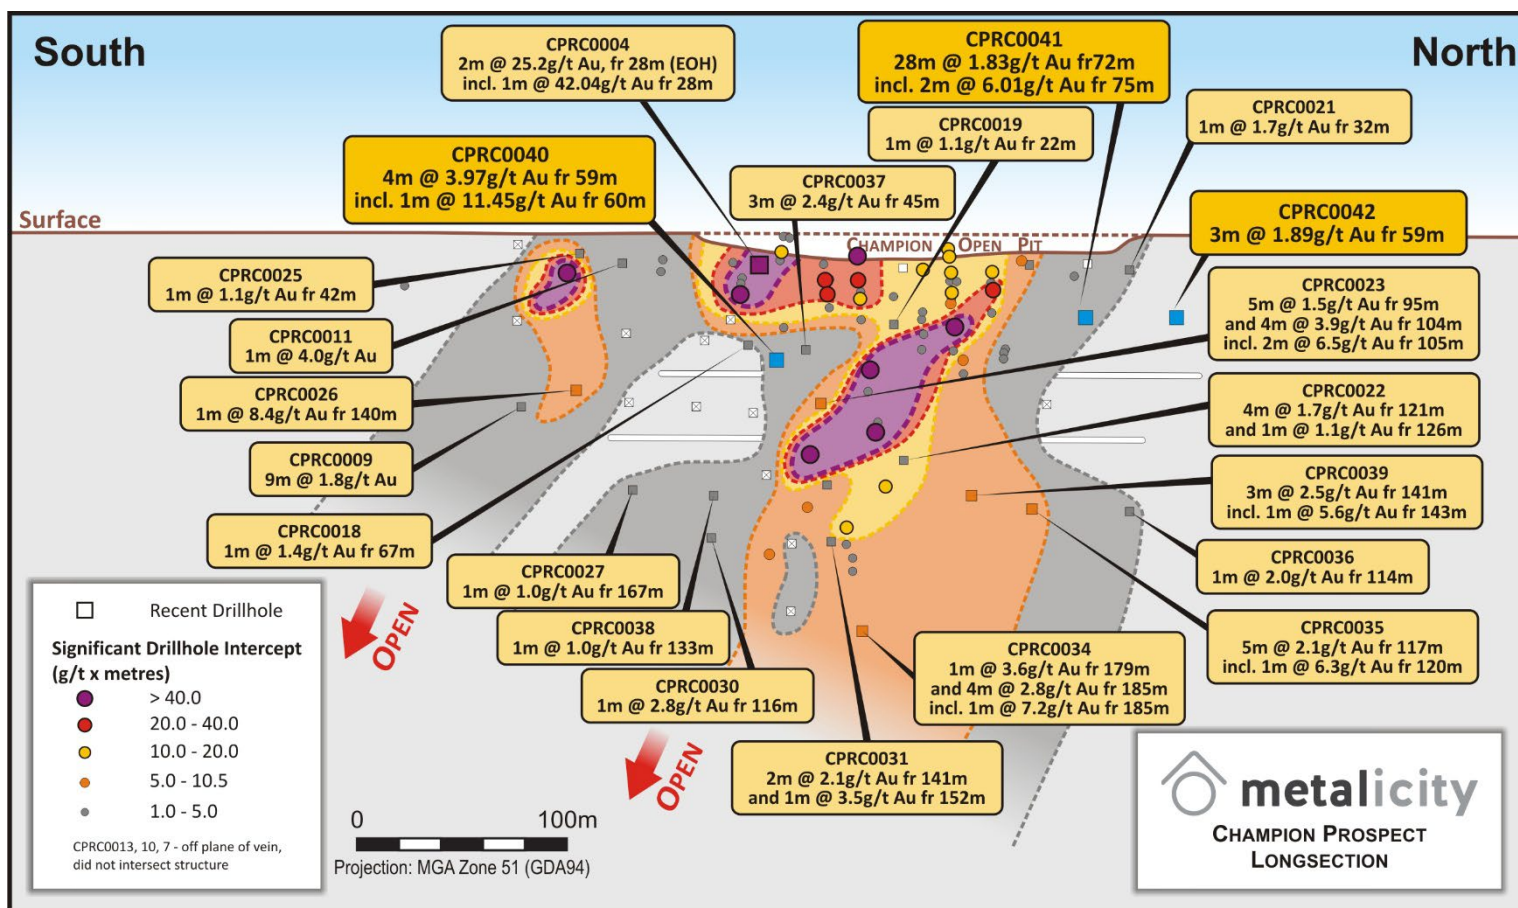 South
North
CPRC0004
2m @ 25.2g/t Au, fr 28m (EOH)
incl. 1m @ 42.04g/t Au fr 28m
CPRC0041
28m @ 1.83g/t Au fr72m
incl. 2m @ 6.01g/t Au fr 75m
CPRC0021
1m @ 1.7g/t Au fr 32m
CPRC0019
1m @ 1.1g/t Au fr 22m
CPRC0040
4m @ 3.97g/t Au fr 59m
incl. 1m @ 11.45g/t Au fr 60m
CPRC0037
3m @ 2.4g/t Au fr 45m
CPRC0042
3m @ 1.89g/t Au fr 59m
Surface
CHAMPION OPEN PIT
CPRC0025
1m @ 1.1g/t Au fr 42m
CPRC0023
5m @ 1.5g/t Au fr 95m
and 4m @ 3.9g/t Au fr 104m
incl. 2m @ 6.5g/t Au fr 105m
CPRC0011
1m @ 4.0g/t Au
CPRC0026
1m @ 8.4g/t Au fr 140m
CPRC0022
4m @ 1.7g/t Au fr 121m
and 1m @ 1.1g/t Au fr 126m
CPRC0009
9m @ 1.8g/t Au
CPRC0039
3m @ 2.5g/t Au fr 141m
incl. 1m @ 5.6g/t Au fr 143m
CPRC0018
1m @ 1.4g/t Au fr 67m
CPRC0036
1m @ 2.0g/t Au fr 114m
CPRC0027
1m @ 1.0g/t Au fr 167m
CPRC0038
1m @ 1.0g/t Au fr 133m
CPRC0035
5m @ 2.1g/t Au fr 117m
incl. 1m @ 6.3g/t Au fr 120m
CPRC0034
1m @ 3.6g/t Au fr 179m
and 4m @ 2.8g/t Au fr 185m
incl. 1m @ 7.2g/t Au fr 185m
CPRC0030
1m @ 2.8g/t Au fr 116m
CPRC0031
2m @ 2.1g/t Au fr 141m
and 1m @ 3.5g/t Au fr 152m
OPEN
OPEN
Recent Drillhole
Significant Drillhole Intercept
(g/t x metres)
> 40.0
20.0 - 40.0
10.0 - 20.0
5.0 - 10.5
1.0 - 5.0
CPRC0013, 10, 7 - off plane of vein,
did not intersect structure
0 100m
Projection: MGA Zone 51 (GDA94)
metalicity
CHAMPION PROSPECT
LONGSECTION